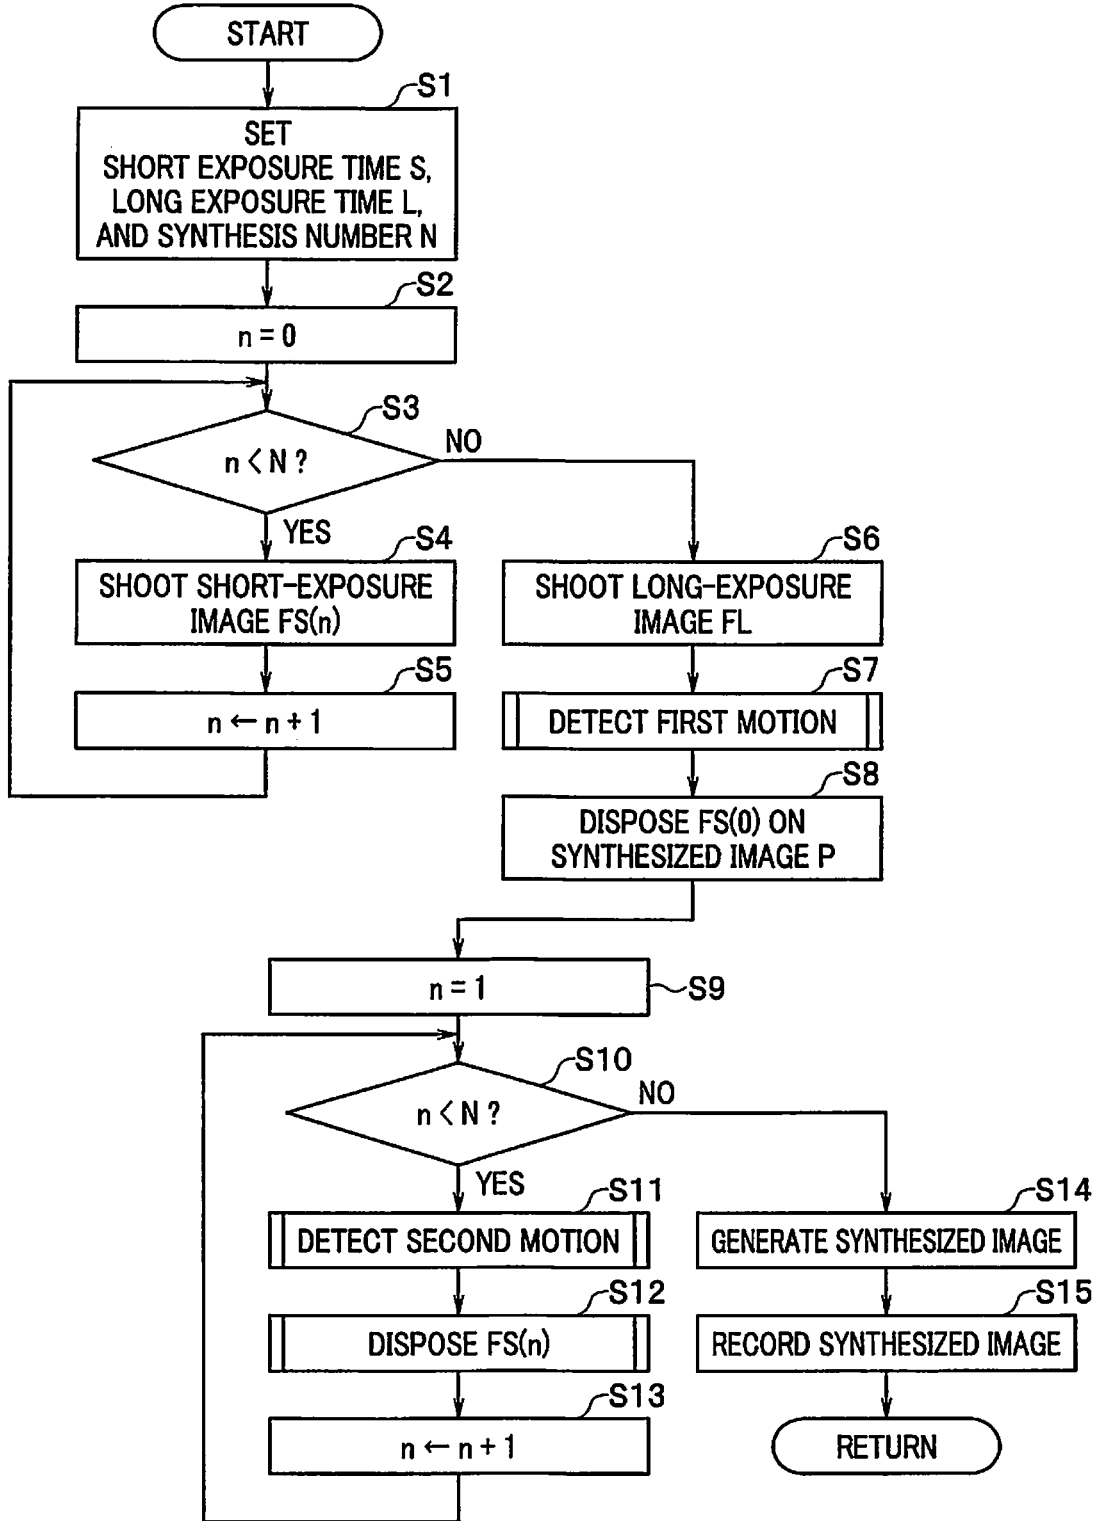 START
S1
SET
SHORT EXPOSURE TIME S,
LONG EXPOSURE TIME L,
AND SYNTHESIS NUMBER N
S2
n = 0
S3
n < N ?
NO
YES
S4
SHOOT SHORT-EXPOSURE
IMAGE FS(n)
S5
n ← n + 1
S6
SHOOT LONG-EXPOSURE
IMAGE FL
S7
DETECT FIRST MOTION
S8
DISPOSE FS(0) ON
SYNTHESIZED IMAGE P
n = 1
S9
S10
n < N ?
NO
YES
S11
DETECT SECOND MOTION
S12
DISPOSE FS(n)
S13
n ← n + 1
S14
GENERATE SYNTHESIZED IMAGE
S15
RECORD SYNTHESIZED IMAGE
RETURN